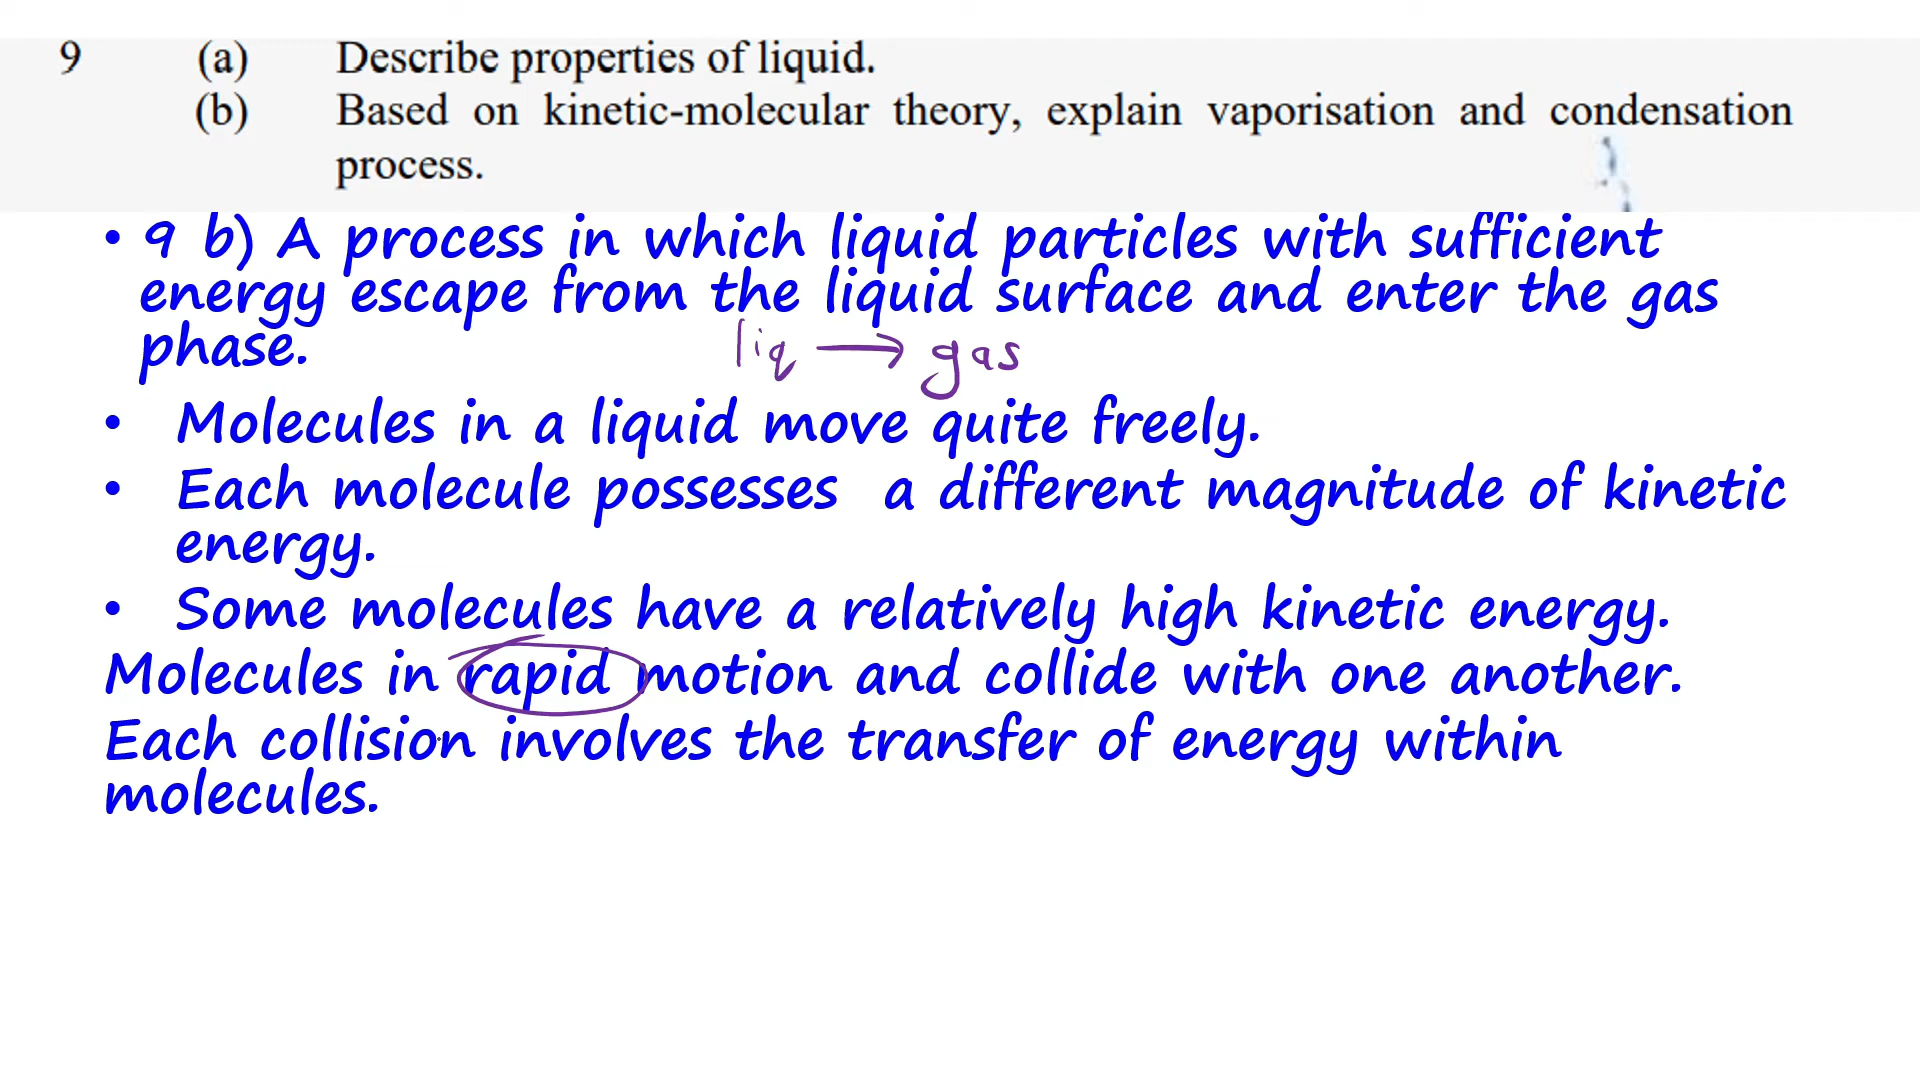 9 (a) Describe properties of liquid.
(b) Based on kinetic-molecular theory, explain vaporisation and condensation
process.
• 9 b) A process in which liquid particles with sufficient
energy escape from the liquid surface and enter the gas
phase.
liq → gas
• Molecules in a liquid move quite freely.
• Each molecule possesses a different magnitude of kinetic
energy.
• Some molecules have a relatively high kinetic energy.
Molecules in rapid motion and collide with one another.
Each collision involves the transfer of energy within
molecules.